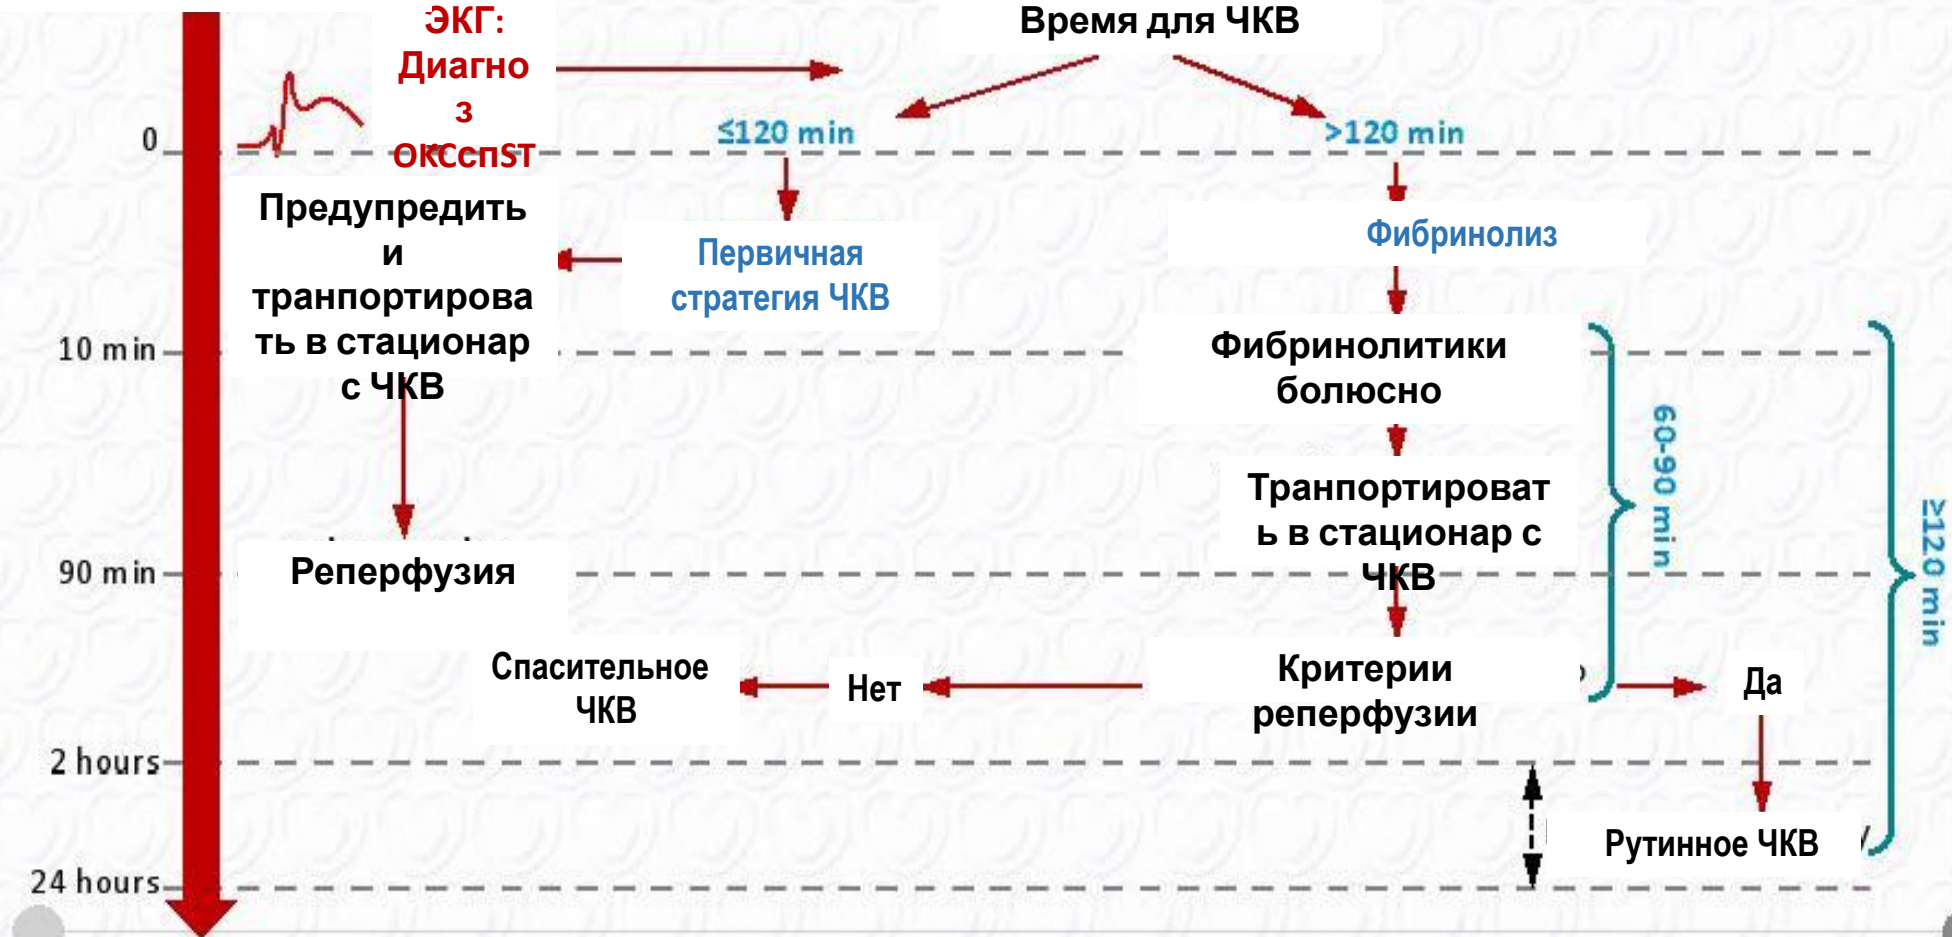 ЭКГ:
Диагно
з
ОКСспST
Время для ЧКВ
≤120 min
>120 min
0
Предупредить
и
транпортирова
ть в стационар
с ЧКВ
Первичная
стратегия ЧКВ
Фибринолиз
10 min
Фибринолитики
болюсно
60-90 min
≥120 min
Транпортироват
ь в стационар с
ЧКВ
90 min
Реперфузия
Спасительное
ЧКВ
Нет
Критерии
реперфузии
Да
2 hours
Рутинное ЧКВ
24 hours